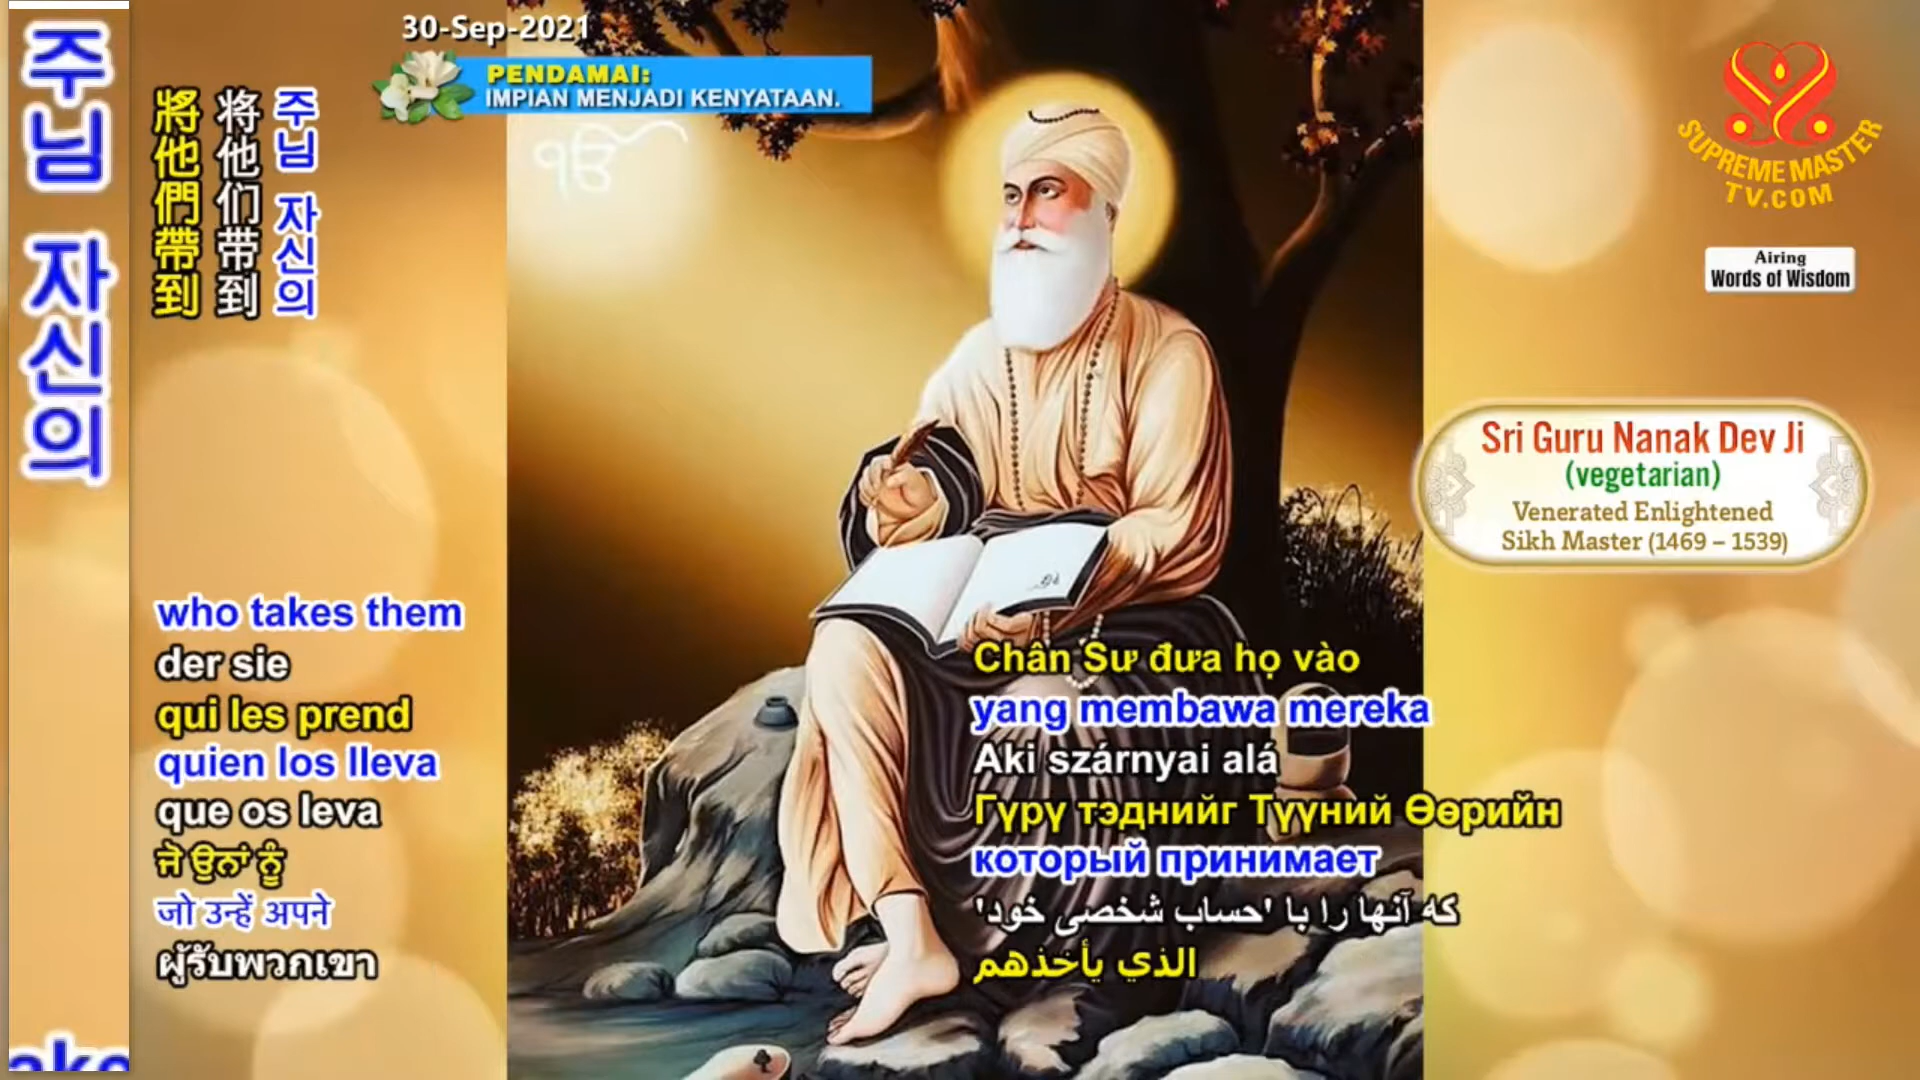 30-Sep-2021
PENDAMAI:
IMPIAN MENJADI KENYATAAN.
SUPREME MASTER
TV.COM
Airing
Words of Wisdom
주님 자신의
將他們帶到
将他们带到
주님 자신의
ੴ
Sri Guru Nanak Dev Ji
(vegetarian)
Venerated Enlightened
Sikh Master (1469 – 1539)
who takes them
der sie
qui les prend
quien los lleva
que os leva
ਜੋ ਉਨਾਂ ਨੂੰ
जो उन्हें अपने
ผู้รับพวกเขา
Chân Sư đưa họ vào
yang membawa mereka
Aki szárnyai alá
Гүрү тэднийг Түүний Өөрийн
который принимает
که آنها را با 'حساب شخصی خود'
الذي يأخذهم
ake